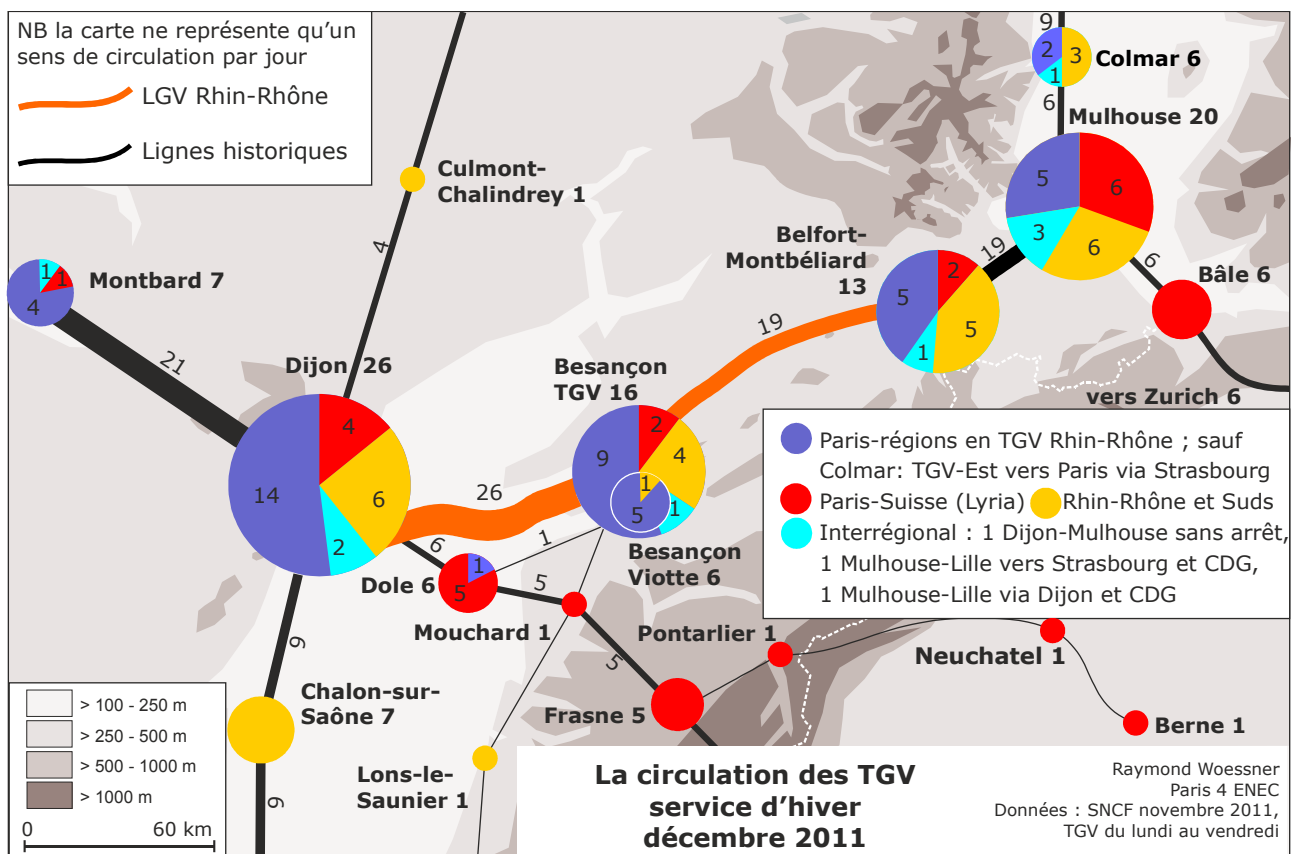 NB la carte ne représente qu'un
sens de circulation par jour
LGV Rhin-Rhône
Lignes historiques
9
2
3
1
Colmar 6
6
Mulhouse 20
5
6
3
6
Culmont-
Chalindrey 1
4
Belfort-
Montbéliard
13
19
6
Bâle 6
1
1
4
Montbard 7
5
2
5
1
21
19
Dijon 26
Besançon
TGV 16
vers Zurich 6
4
14
6
2
26
9
2
4
1
5
1
Paris-régions en TGV Rhin-Rhône ; sauf
Colmar: TGV-Est vers Paris via Strasbourg
Paris-Suisse (Lyria)
Rhin-Rhône et Suds
Interrégional : 1 Dijon-Mulhouse sans arrêt,
1 Mulhouse-Lille vers Strasbourg et CDG,
1 Mulhouse-Lille via Dijon et CDG
6
1
Besançon
Viotte 6
Dole 6
1
5
5
Mouchard 1
5
Pontarlier 1
Neuchatel 1
9
Chalon-sur-
Saône 7
Frasne 5
Berne 1
9
Lons-le-
Saunier 1
> 100 - 250 m
> 250 - 500 m
> 500 - 1000 m
> 1000 m
0
60 km
La circulation des TGV
service d'hiver
décembre 2011
Raymond Woessner
Paris 4 ENEC
Données : SNCF novembre 2011,
TGV du lundi au vendredi